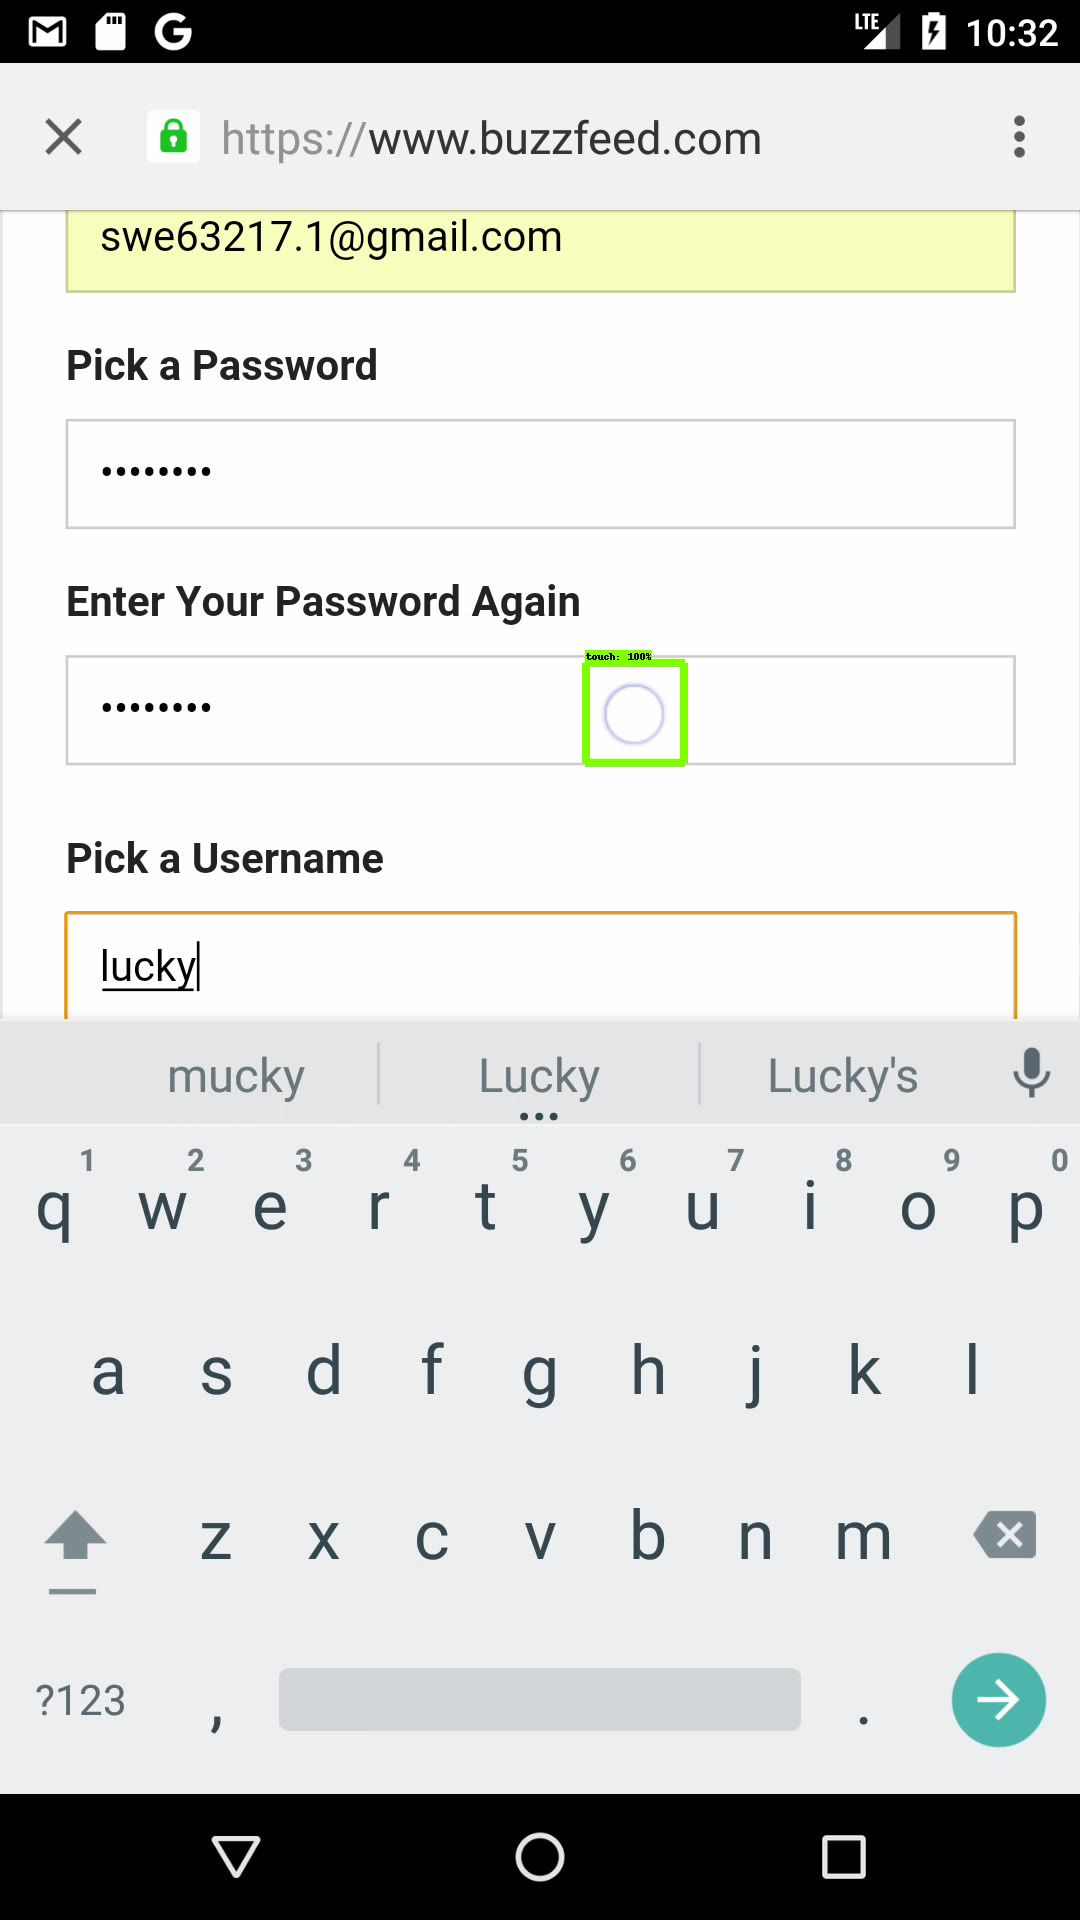 LTE 10:32
https://www.buzzfeed.com
swe63217.1@gmail.com
Pick a Password
••••••••
Enter Your Password Again
touch: 100%
••••••••
Pick a Username
lucky
mucky Lucky Lucky's
1 2 3 4 5 6 7 8 9 0
q w e r t y u i o p
a s d f g h j k l
z x c v b n m
?123 , .